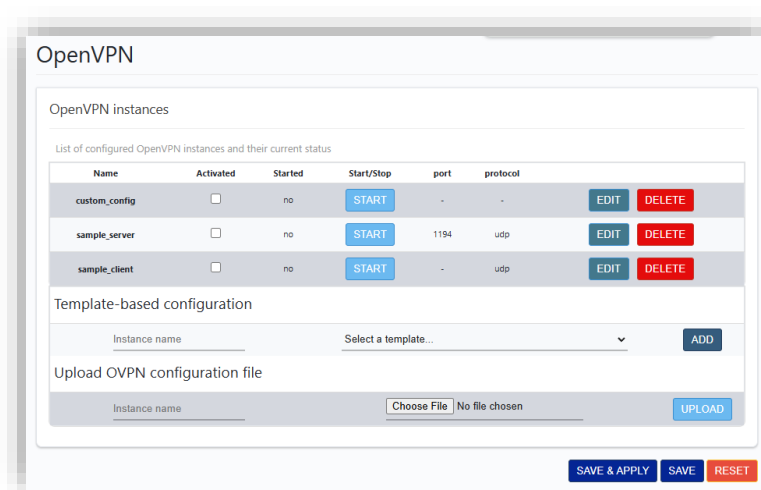 OpenVPN
OpenVPN instances
List of configured OpenVPN instances and their current status
Name Activated Started Start/Stop port protocol
custom_config no START - - EDIT DELETE
sample_server no START 1194 udp EDIT DELETE
sample_client no START - udp EDIT DELETE
Template-based configuration
Instance name Select a template... ADD
Upload OVPN configuration file
Instance name Choose File No file chosen UPLOAD
SAVE & APPLY SAVE RESET